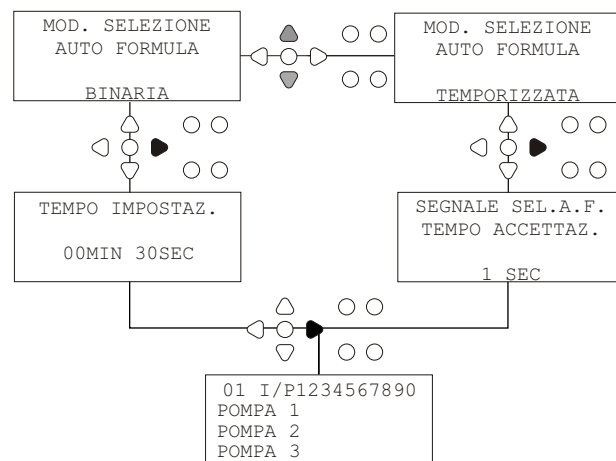 MOD. SELEZIONE
AUTO FORMULA
BINARIA
MOD. SELEZIONE
AUTO FORMULA
TEMPORIZZATA
TEMPO IMPOSTAZ.
00MIN 30SEC
SEGNALE SEL.A.F.
TEMPO ACCETTAZ.
1 SEC
01 I/P1234567890
POMPA 1
POMPA 2
POMPA 3